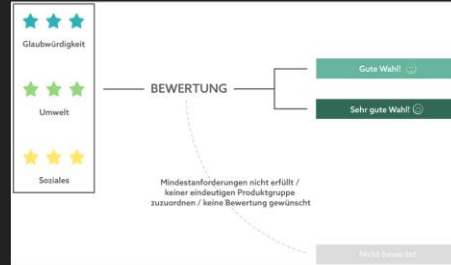 Glaubwürdigkeit
Umwelt
Soziales
BEWERTUNG
Gute Wahl!
Sehr gute Wahl!
Mindestanforderungen nicht erfüllt /
keiner eindeutigen Produktgruppe
zuzuordnen / keine Bewertung gewünscht
Nicht bewertet